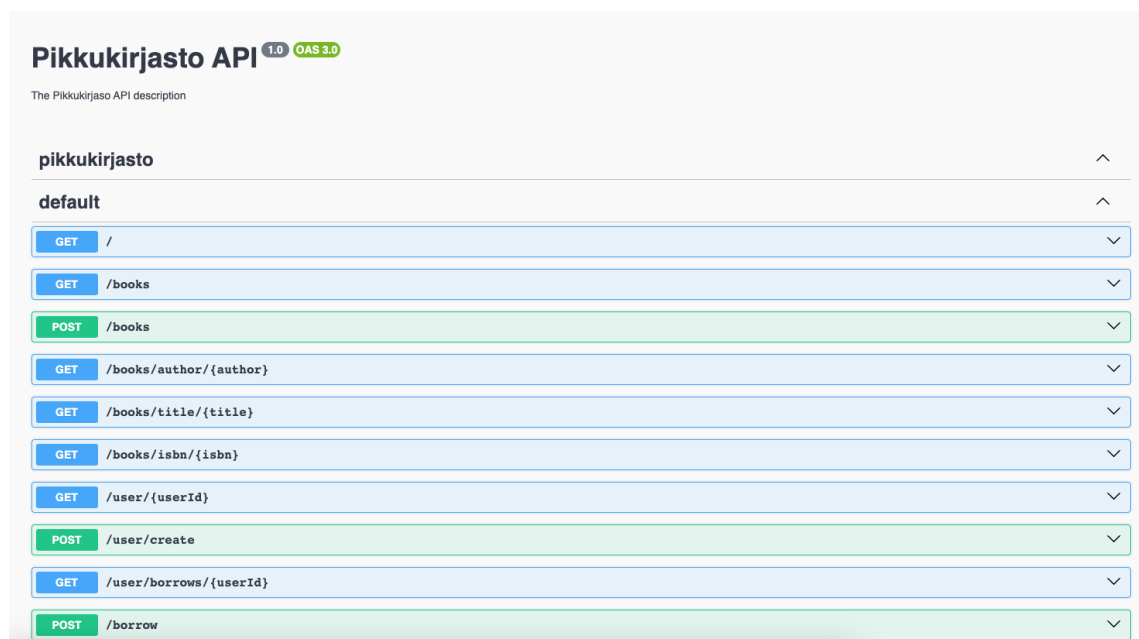 Pikkukirjasto API 1.0 OAS 3.0
The Pikkukirjaso API description
pikkukirjasto
default
GET /
GET /books
POST /books
GET /books/author/{author}
GET /books/title/{title}
GET /books/isbn/{isbn}
GET /user/{userId}
POST /user/create
GET /user/borrows/{userId}
POST /borrow